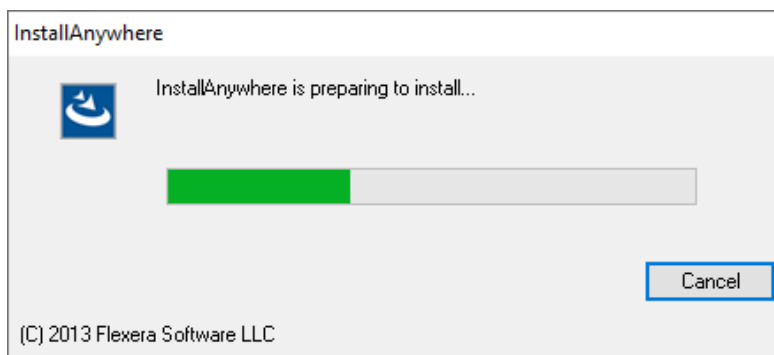 InstallAnywhere
InstallAnywhere is preparing to install...
Cancel
(C) 2013 Flexera Software LLC